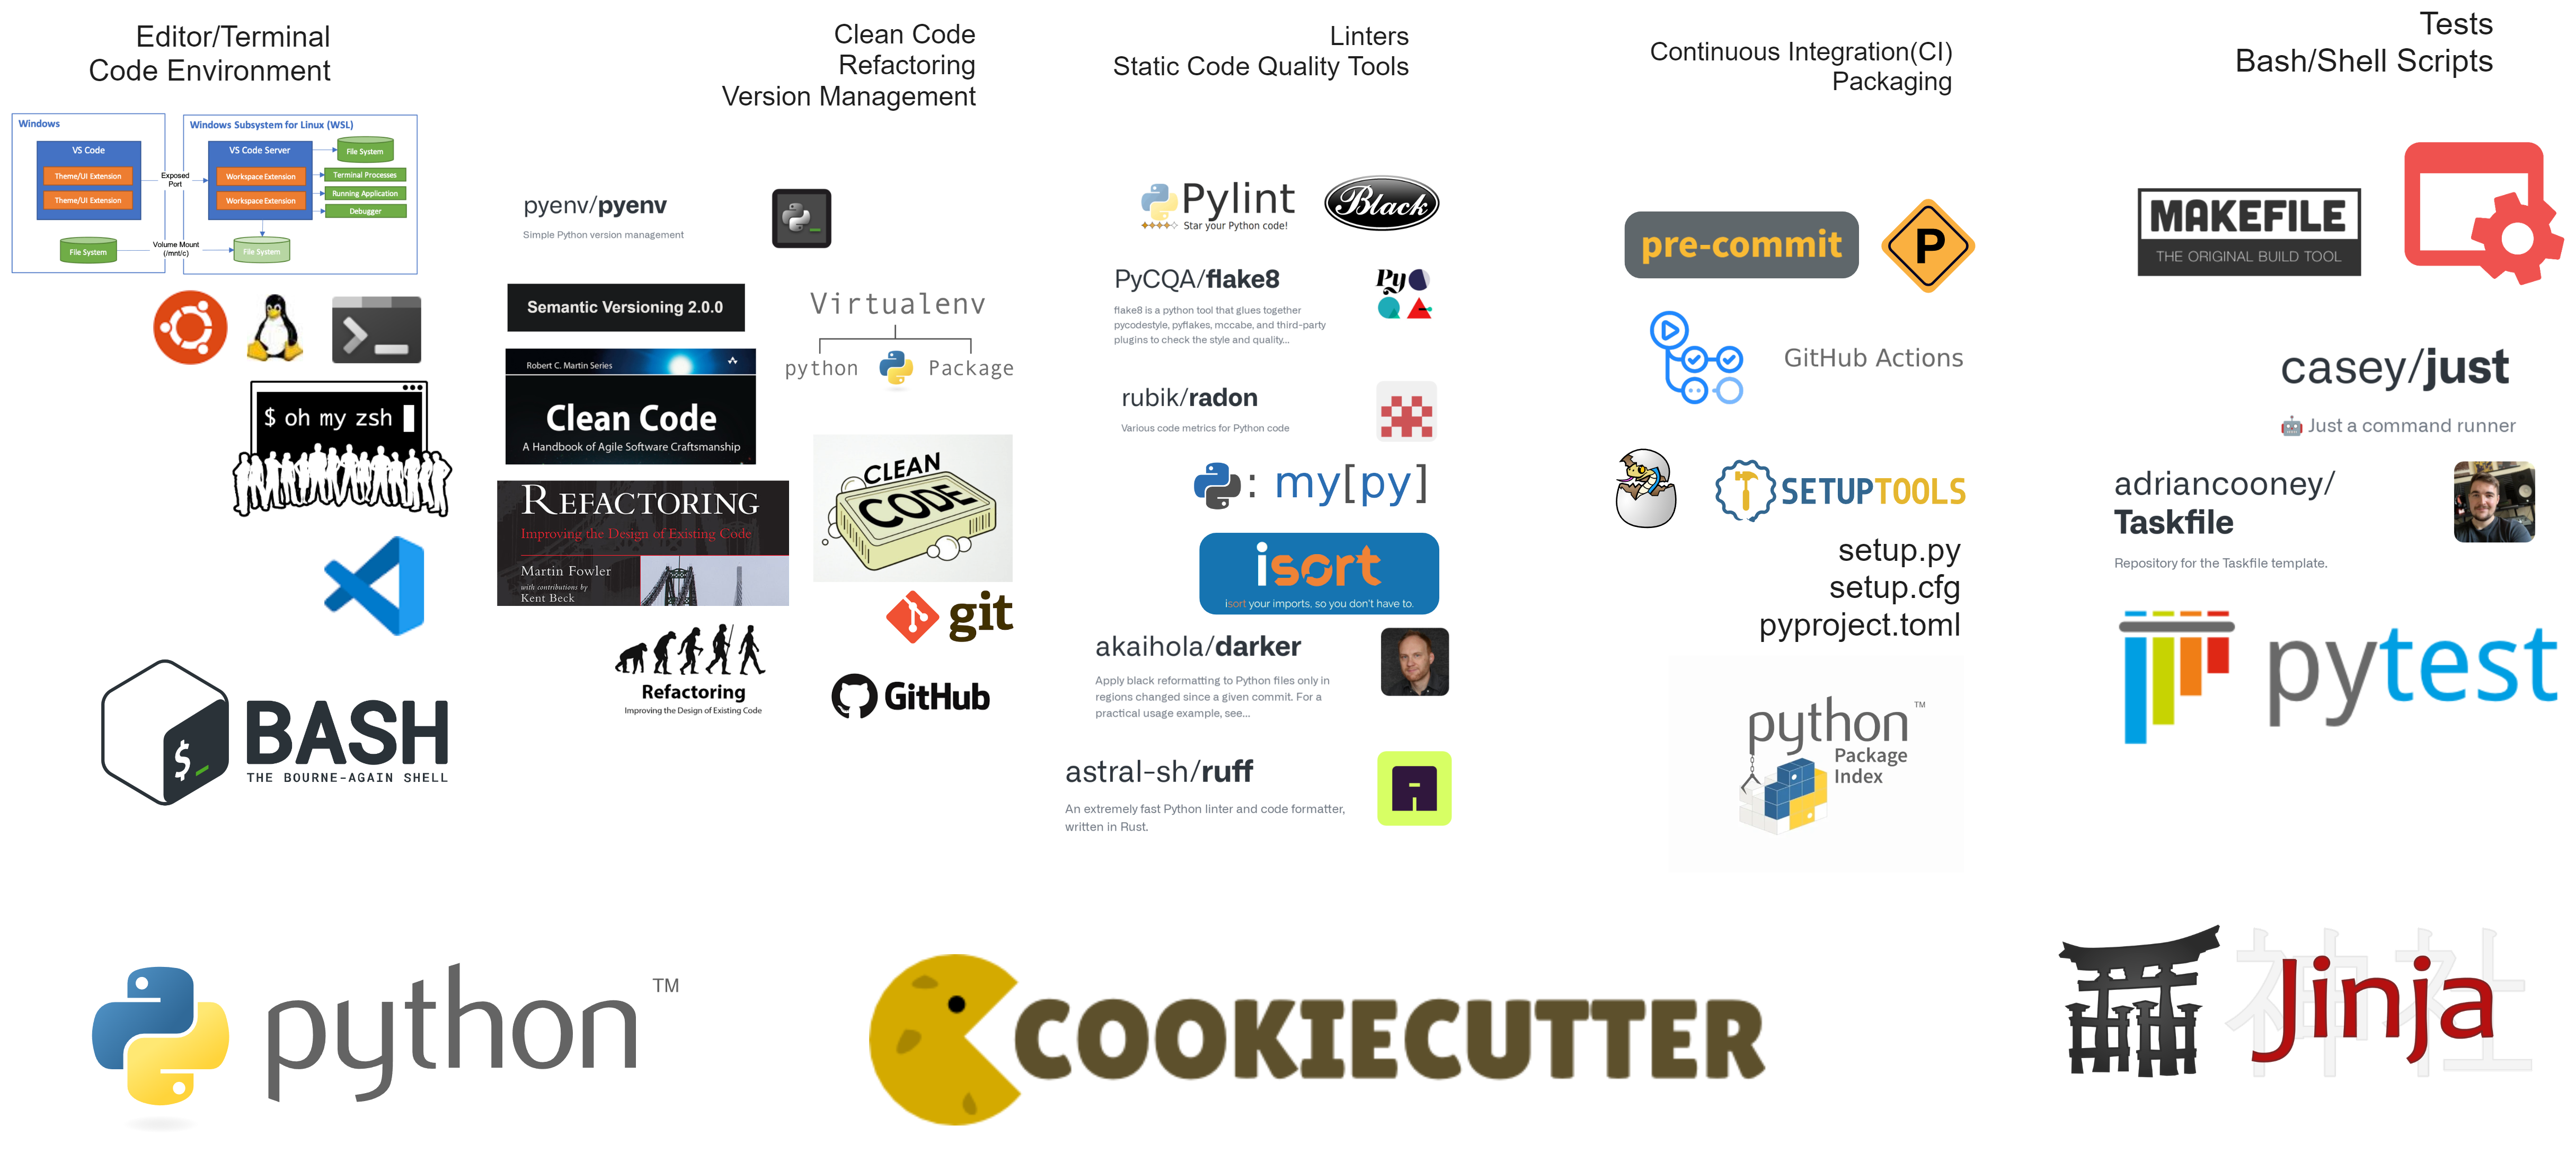 Editor/Terminal
Code Environment
Windows
VS Code
Theme/UI Extension
Theme/UI Extension
File System
Exposed
Port
Volume Mount
(/mnt/c)
Windows Subsystem for Linux (WSL)
VS Code Server
Workspace Extension
Workspace Extension
File System
Terminal Processes
Running Application
Debugger
File System
$ oh my zsh
$_
BASH
THE BOURNE-AGAIN SHELL
Clean Code
Refactoring
Version Management
pyenv/pyenv
Simple Python version management
Semantic Versioning 2.0.0
Virtualenv
python Package
Robert C. Martin Series
Clean Code
A Handbook of Agile Software Craftsmanship
CLEAN
CODE
REFACTORING
Improving the Design of Existing Code
Martin Fowler
with contributions by
Kent Beck
git
Refactoring
Improving the Design of Existing Code
GitHub
Linters
Static Code Quality Tools
Pylint
Star your Python code!
Black
PyCQA/flake8
flake8 is a python tool that glues together
pycodestyle, pyflakes, mccabe, and third-party
plugins to check the style and quality...
Py
rubik/radon
Various code metrics for Python code
: my[py]
isort
isort your imports, so you don't have to.
akaihola/darker
Apply black reformatting to Python files only in
regions changed since a given commit. For a
practical usage example, see...
astral-sh/ruff
An extremely fast Python linter and code formatter,
written in Rust.
Continuous Integration(CI)
Packaging
pre-commit
P
GitHub Actions
SETUPTOOLS
setup.py
setup.cfg
pyproject.toml
python TM
Package
Index
Tests
Bash/Shell Scripts
MAKEFILE
THE ORIGINAL BUILD TOOL
casey/just
🤖 Just a command runner
adriancooney/
Taskfile
Repository for the Taskfile template.
pytest
python TM
COOKIECUTTER
神社
Jinja